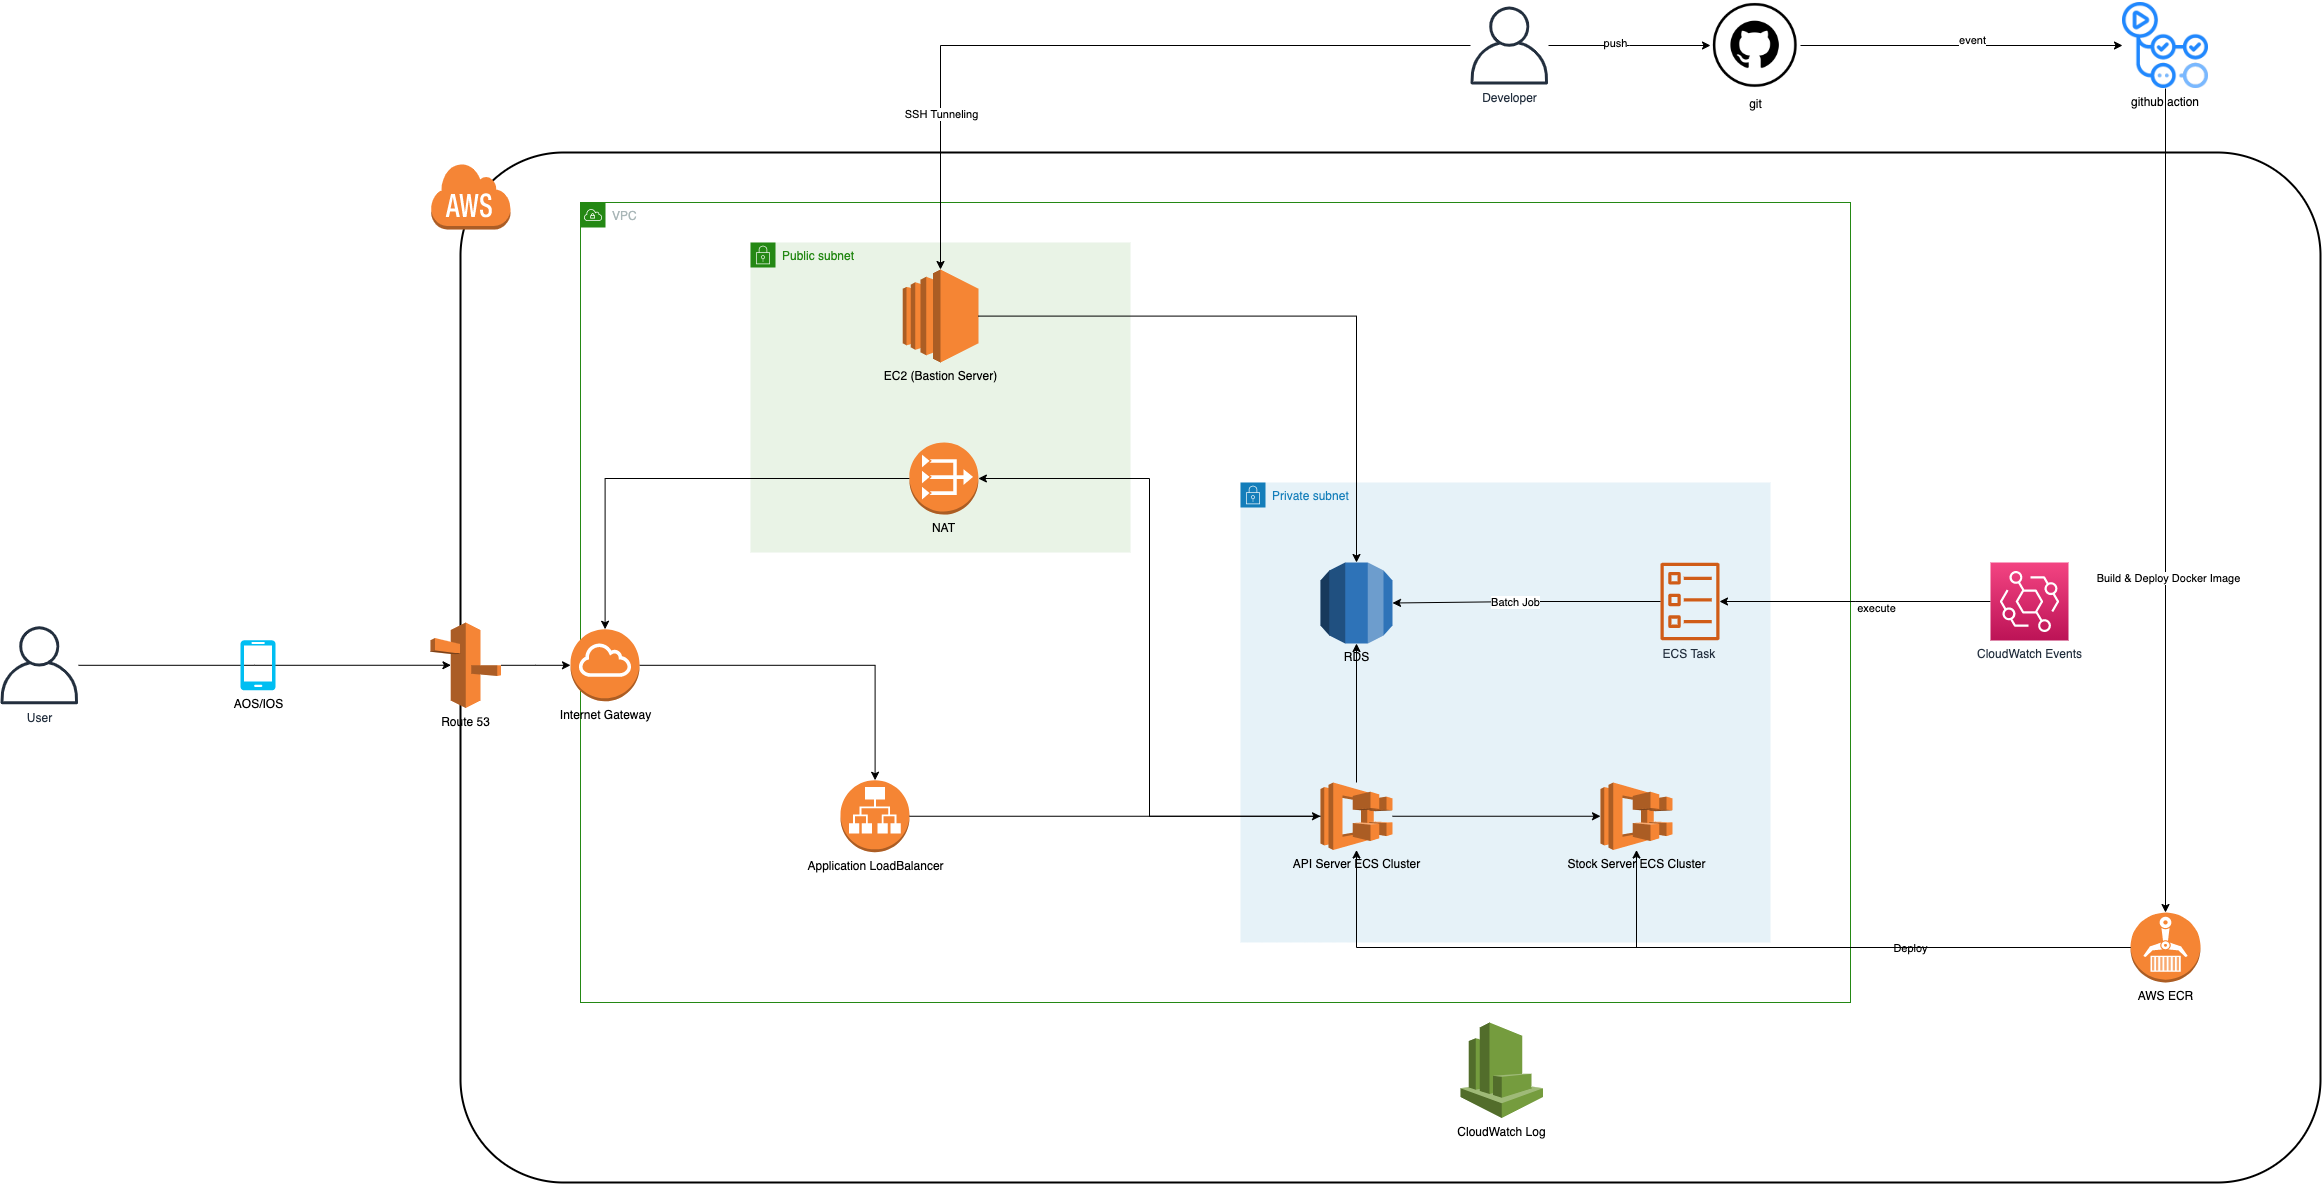 push
event
Developer
git
github action
SSH Tunneling
AWS
VPC
Public subnet
EC2 (Bastion Server)
NAT
Private subnet
Build & Deploy Docker Image
Batch Job
execute
RDS
ECS Task
CloudWatch Events
AOS/IOS
User
Route 53
Internet Gateway
Application LoadBalancer
API Server ECS Cluster
Stock Server ECS Cluster
Deploy
AWS ECR
CloudWatch Log